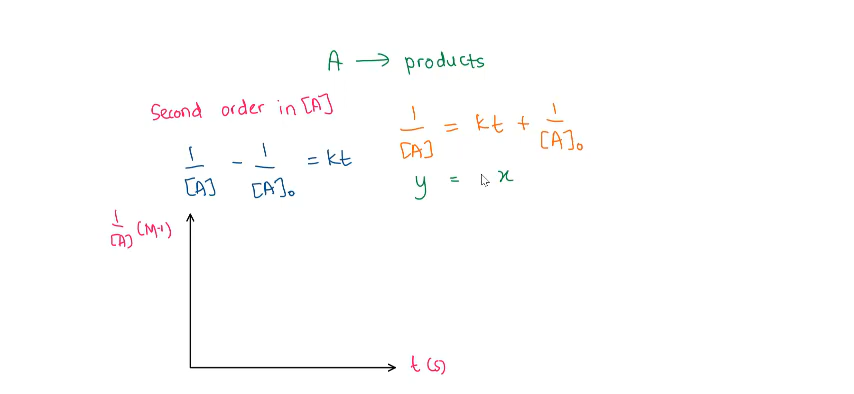 A → products
Second order in [A]
1/[A] = kt + 1/[A]₀
1/[A] - 1/[A]₀ = kt
y = x
1/[A] (M-1)
t (s)